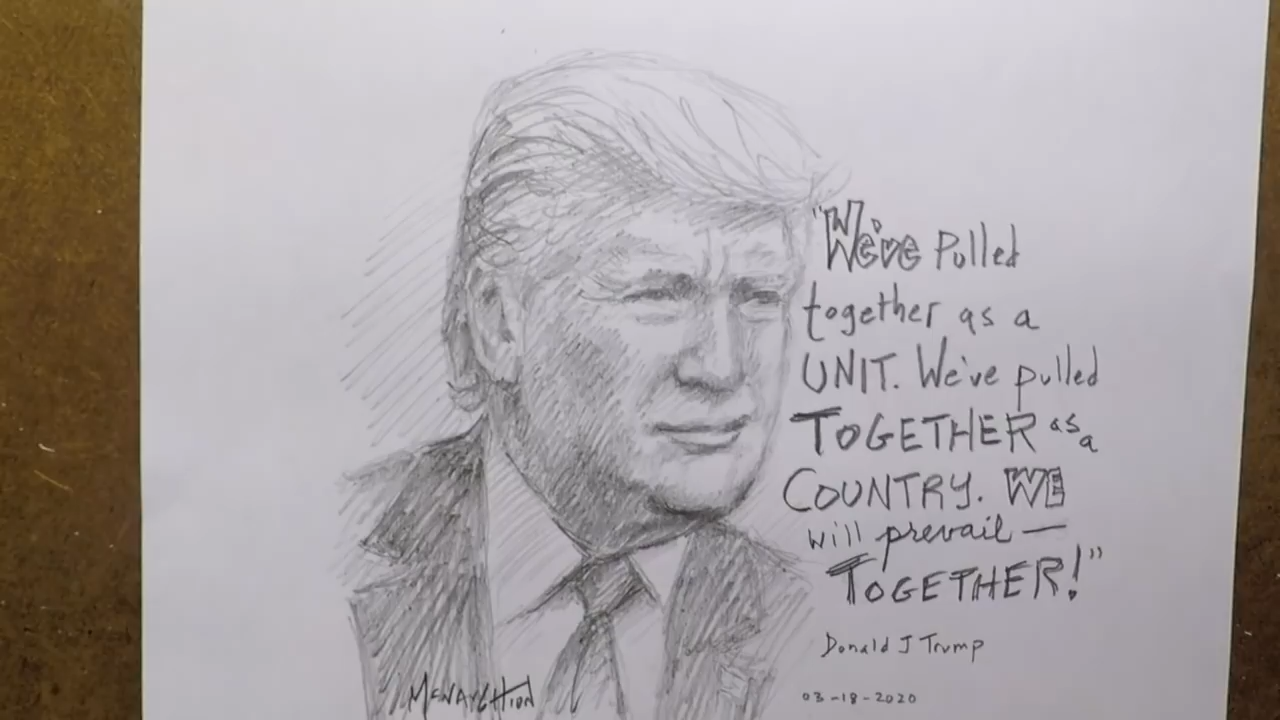 "We've Pulled
together as a
UNIT. We've pulled
TOGETHER as a
COUNTRY. WE
will prevail —
TOGETHER!"
Donald J Trump
03-18-2020
McNAUGHTON